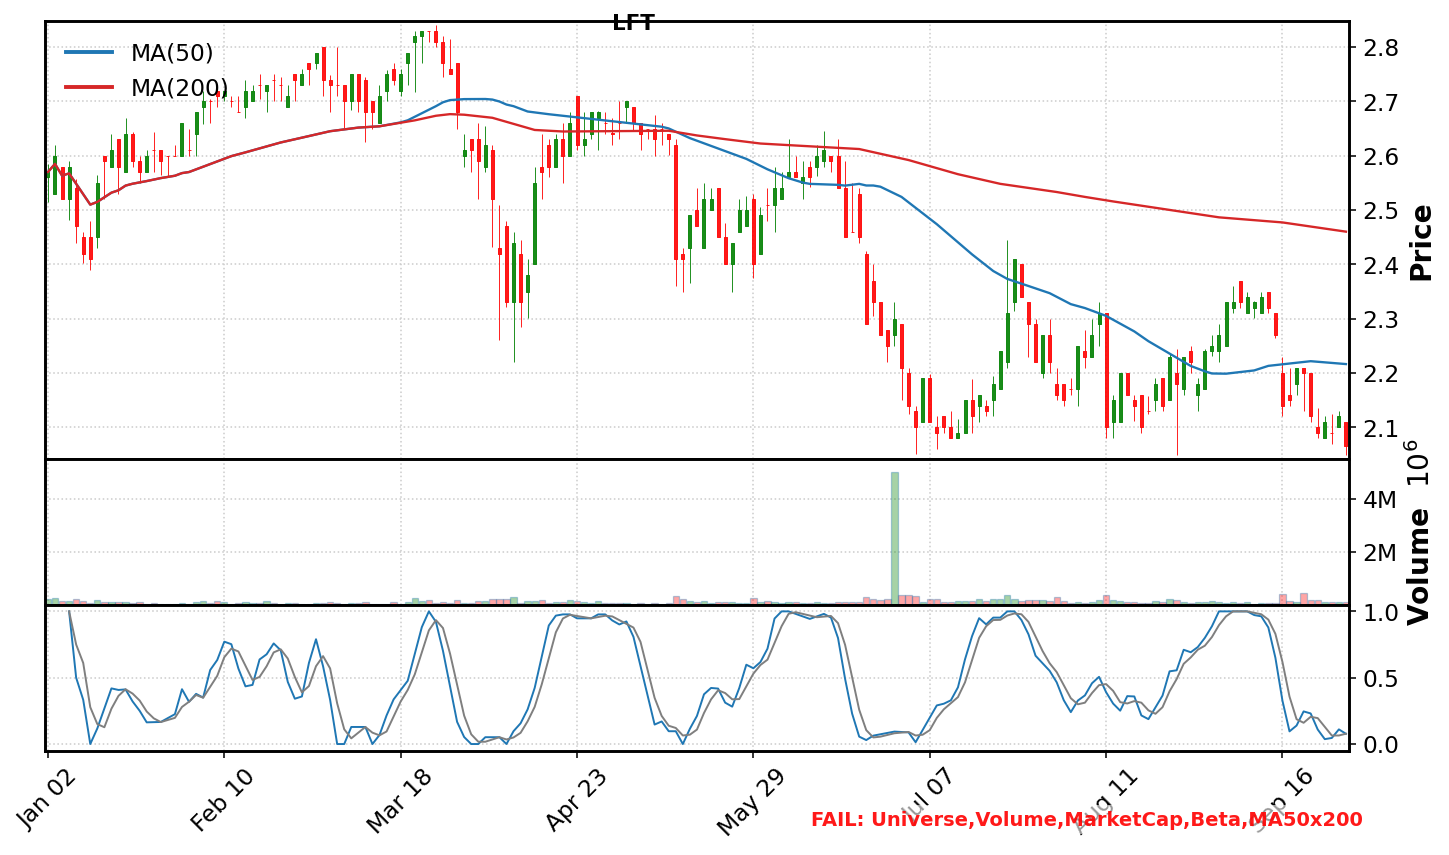 LFT
MA(50)
MA(200)
2.8
2.7
2.6
2.5
2.4
2.3
2.2
2.1
Price
10⁶
4M
2M
Volume
1.0
0.5
0.0
Jan 02
Feb 10
Mar 18
Apr 23
May 29
Jul 07
Aug 11
Sep 16
FAIL: Universe,Volume,MarketCap,Beta,MA50x200